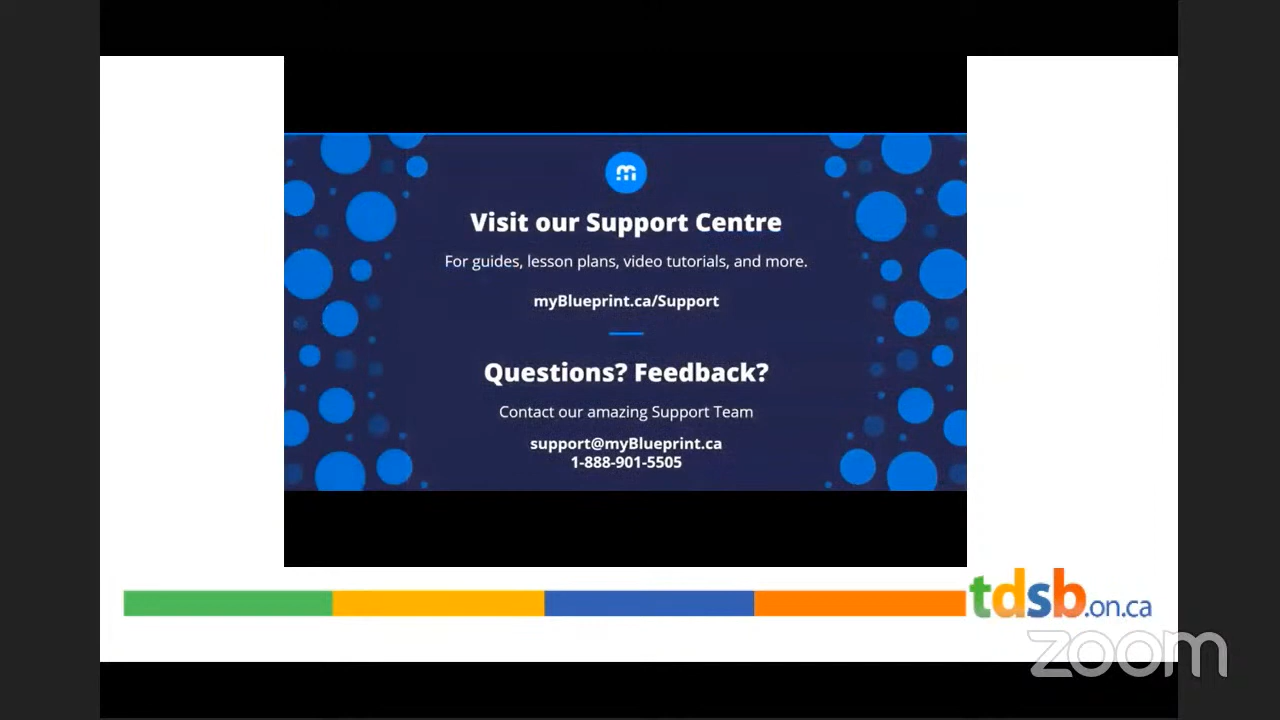 m
Visit our Support Centre
For guides, lesson plans, video tutorials, and more.
myBlueprint.ca/Support
Questions? Feedback?
Contact our amazing Support Team
support@myBlueprint.ca
1-888-901-5505
tdsb.on.ca
zoom